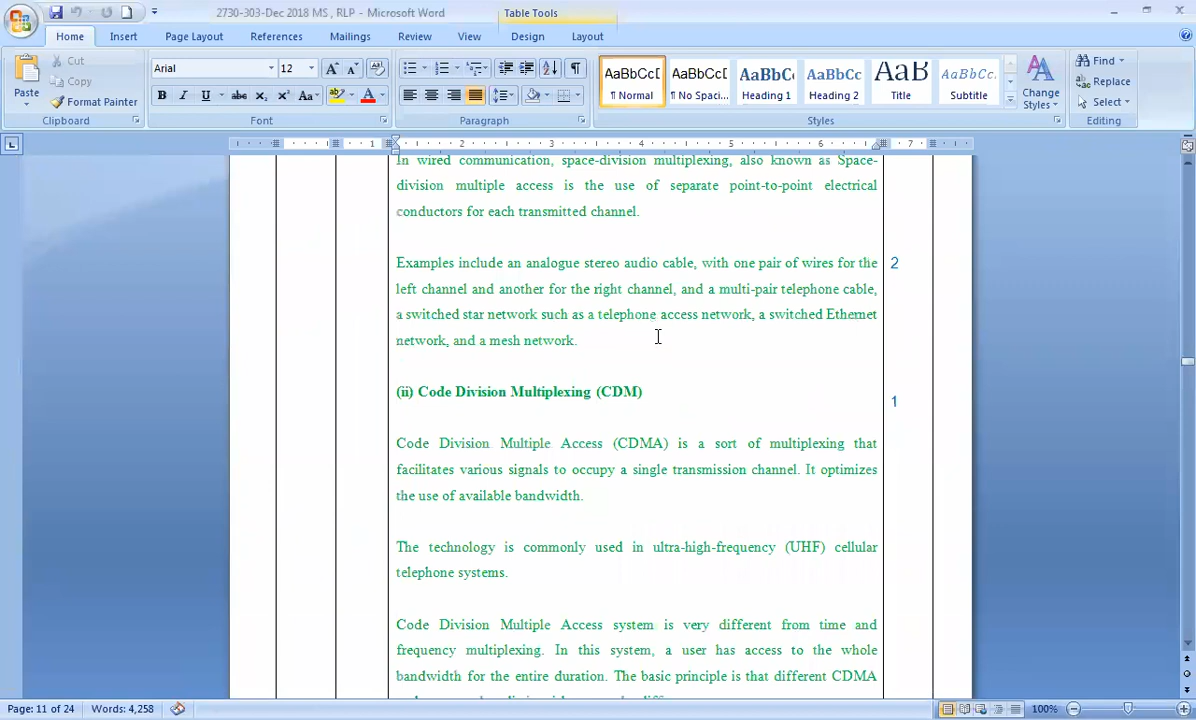 2730-303-Dec 2018 MS , RLP - Microsoft Word
Table Tools
Home Insert Page Layout References Mailings Review View Design Layout
Cut
Copy
Format Painter
Paste
Clipboard
Arial 12
Font
Paragraph
AaBbCcD AaBbCcD AaBbCc AaBbCc AaB AaBbCc.
¶ Normal ¶ No Spaci... Heading 1 Heading 2 Title Subtitle
Change Styles
Styles
Find
Replace
Select
Editing
1 2 3 4 5 6 7
In wired communication, space-division multiplexing, also known as Space-
division multiple access is the use of separate point-to-point electrical
conductors for each transmitted channel.
Examples include an analogue stereo audio cable, with one pair of wires for the
left channel and another for the right channel, and a multi-pair telephone cable,
a switched star network such as a telephone access network, a switched Ethernet
network, and a mesh network.
2
(ii) Code Division Multiplexing (CDM)
1
Code Division Multiple Access (CDMA) is a sort of multiplexing that
facilitates various signals to occupy a single transmission channel. It optimizes
the use of available bandwidth.
The technology is commonly used in ultra-high-frequency (UHF) cellular
telephone systems.
Code Division Multiple Access system is very different from time and
frequency multiplexing. In this system, a user has access to the whole
bandwidth for the entire duration. The basic principle is that different CDMA
Page: 11 of 24 Words: 4,258 100%